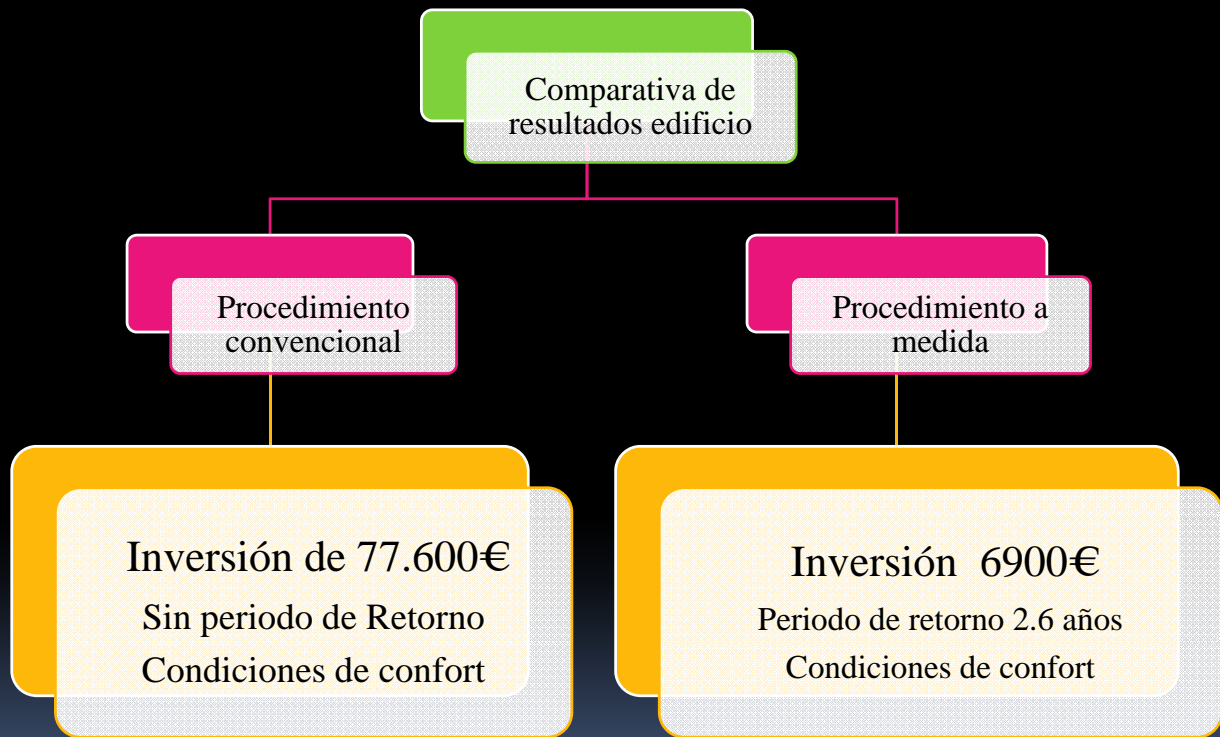 Comparativa de
resultados edificio
Procedimiento
convencional
Procedimiento a
medida
Inversión de 77.600€
Sin periodo de Retorno
Condiciones de confort
Inversión 6900€
Periodo de retorno 2.6 años
Condiciones de confort